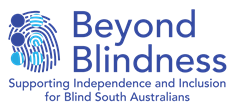 Beyond
Blindness
Supporting Independence and Inclusion
for Blind South Australians